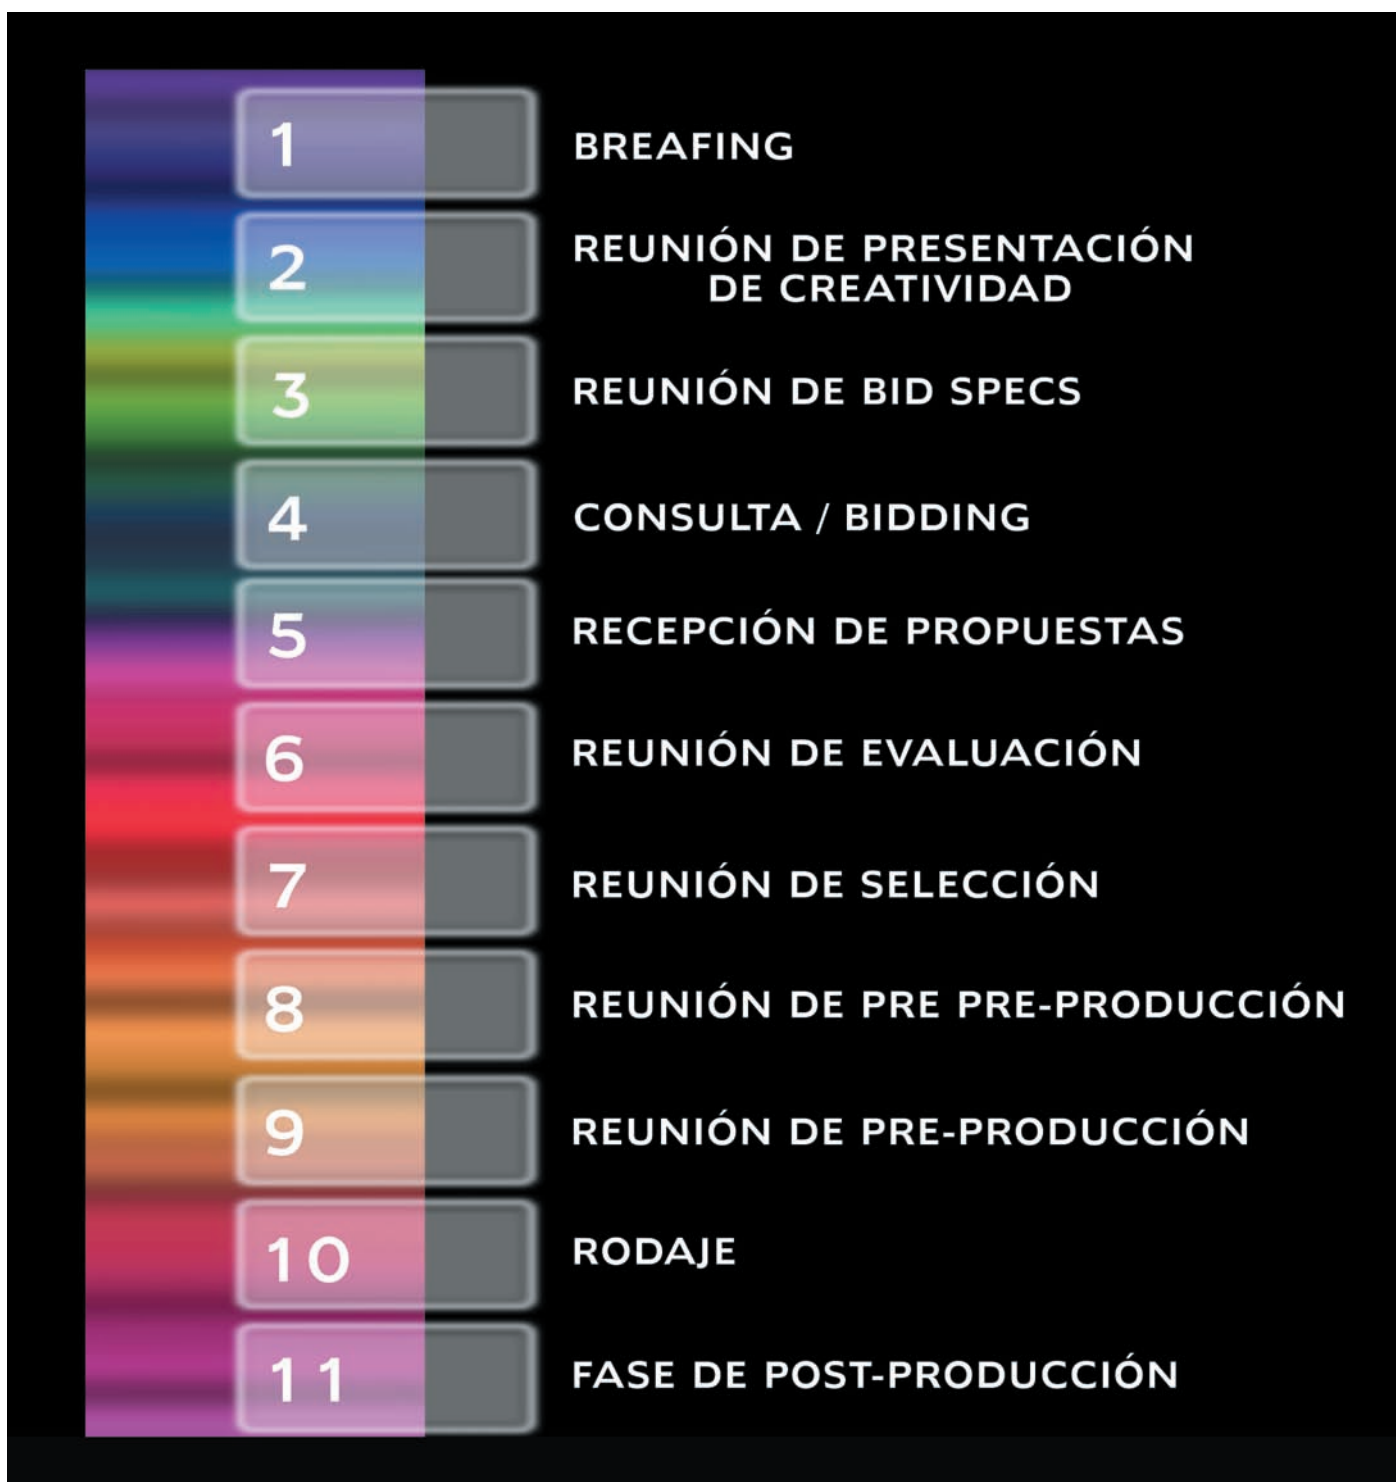 1 BREAFING
2 REUNIÓN DE PRESENTACIÓN
DE CREATIVIDAD
3 REUNIÓN DE BID SPECS
4 CONSULTA / BIDDING
5 RECEPCIÓN DE PROPUESTAS
6 REUNIÓN DE EVALUACIÓN
7 REUNIÓN DE SELECCIÓN
8 REUNIÓN DE PRE PRE-PRODUCCIÓN
9 REUNIÓN DE PRE-PRODUCCIÓN
10 RODAJE
11 FASE DE POST-PRODUCCIÓN